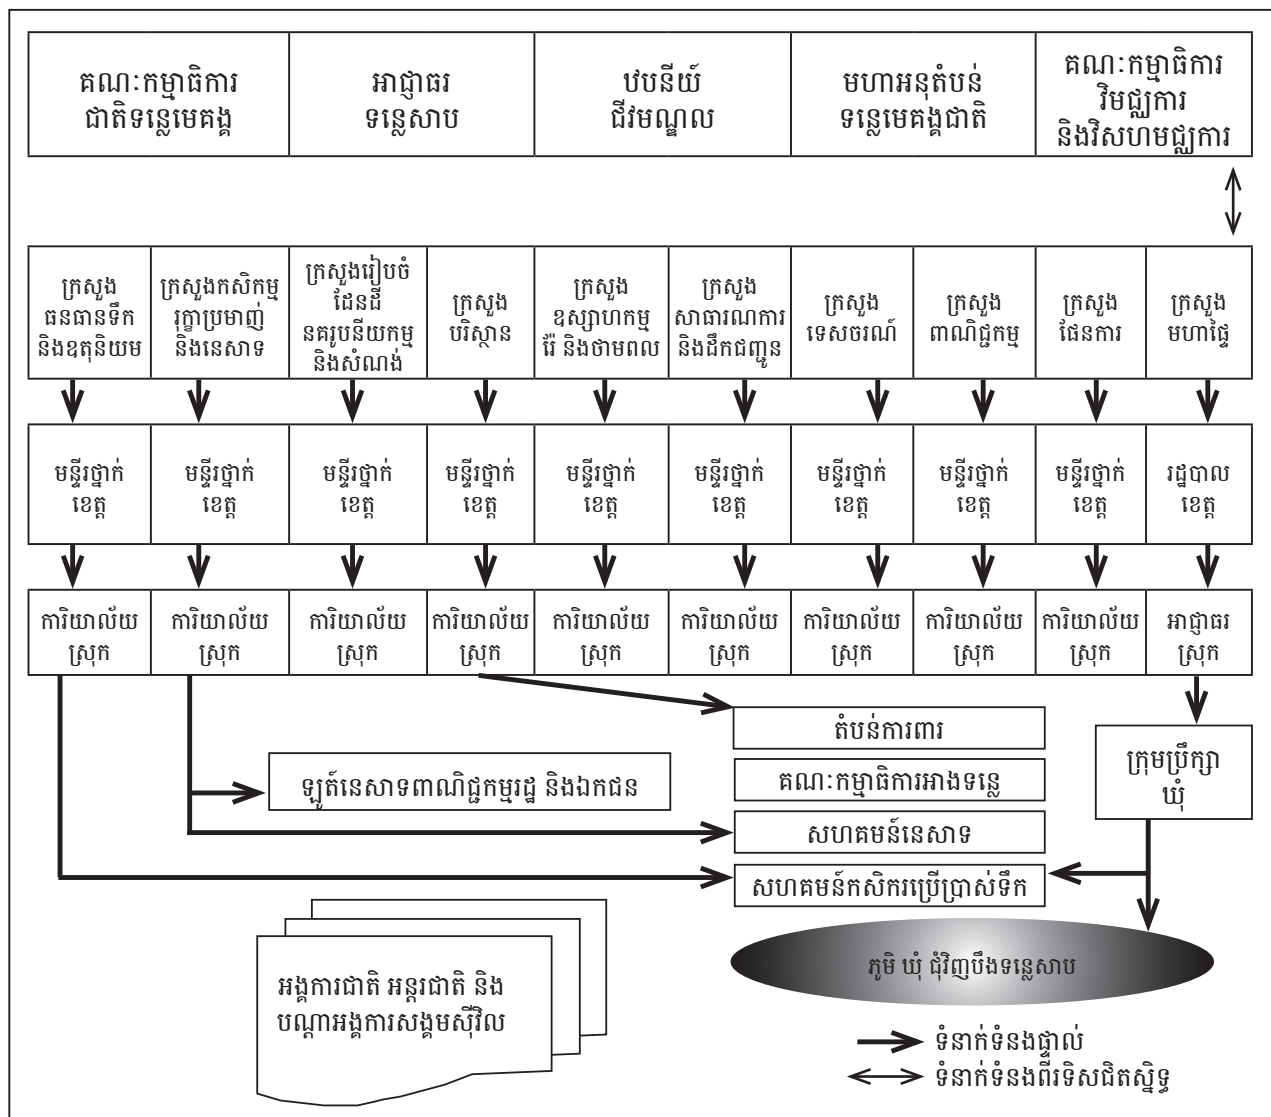 គណៈកម្មាធិការ
ជាតិទន្លេមេគង្គ
អាជ្ញាធរ
ទន្លេសាប
ឋបនីយ៍
ជីវមណ្ឌល
មហាអនុតំបន់
ទន្លេមេគង្គជាតិ
គណៈកម្មាធិការ
វិមជ្ឈការ
និងវិសហមជ្ឈការ
ក្រសួង
ធនធានទឹក
និងឧតុនិយម
ក្រសួងកសិកម្ម
រុក្ខាប្រមាញ់
និងនេសាទ
ក្រសួងរៀបចំ
ដែនដី
នគរូបនីយកម្ម
និងសំណង់
ក្រសួង
បរិស្ថាន
ក្រសួង
ឧស្សាហកម្ម
រ៉ែ និងថាមពល
ក្រសួង
សាធារណការ
និងដឹកជញ្ជូន
ក្រសួង
ទេសចរណ៍
ក្រសួង
ពាណិជ្ជកម្ម
ក្រសួង
ផែនការ
ក្រសួង
មហាផ្ទៃ
មន្ទីរថ្នាក់
ខេត្ត
មន្ទីរថ្នាក់
ខេត្ត
មន្ទីរថ្នាក់
ខេត្ត
មន្ទីរថ្នាក់
ខេត្ត
មន្ទីរថ្នាក់
ខេត្ត
មន្ទីរថ្នាក់
ខេត្ត
មន្ទីរថ្នាក់
ខេត្ត
មន្ទីរថ្នាក់
ខេត្ត
មន្ទីរថ្នាក់
ខេត្ត
រដ្ឋបាល
ខេត្ត
ការិយាល័យ
ស្រុក
ការិយាល័យ
ស្រុក
ការិយាល័យ
ស្រុក
ការិយាល័យ
ស្រុក
ការិយាល័យ
ស្រុក
ការិយាល័យ
ស្រុក
ការិយាល័យ
ស្រុក
ការិយាល័យ
ស្រុក
ការិយាល័យ
ស្រុក
អាជ្ញាធរ
ស្រុក
តំបន់ការពារ
ក្រុមប្រឹក្សា
ឃុំ
ឡូត៍នេសាទពាណិជ្ជកម្មរដ្ឋ និងឯកជន
គណៈកម្មាធិការអាងទន្លេ
សហគមន៍នេសាទ
សហគមន៍កសិករប្រើប្រាស់ទឹក
ភូមិ ឃុំ ជុំវិញបឹងទន្លេសាប
អង្គការជាតិ អន្តរជាតិ និង
បណ្តាអង្គការសង្គមស៊ីវិល
ទំនាក់ទំនងផ្ទាល់
ទំនាក់ទំនងពីរទិសជិតស្និទ្ធ